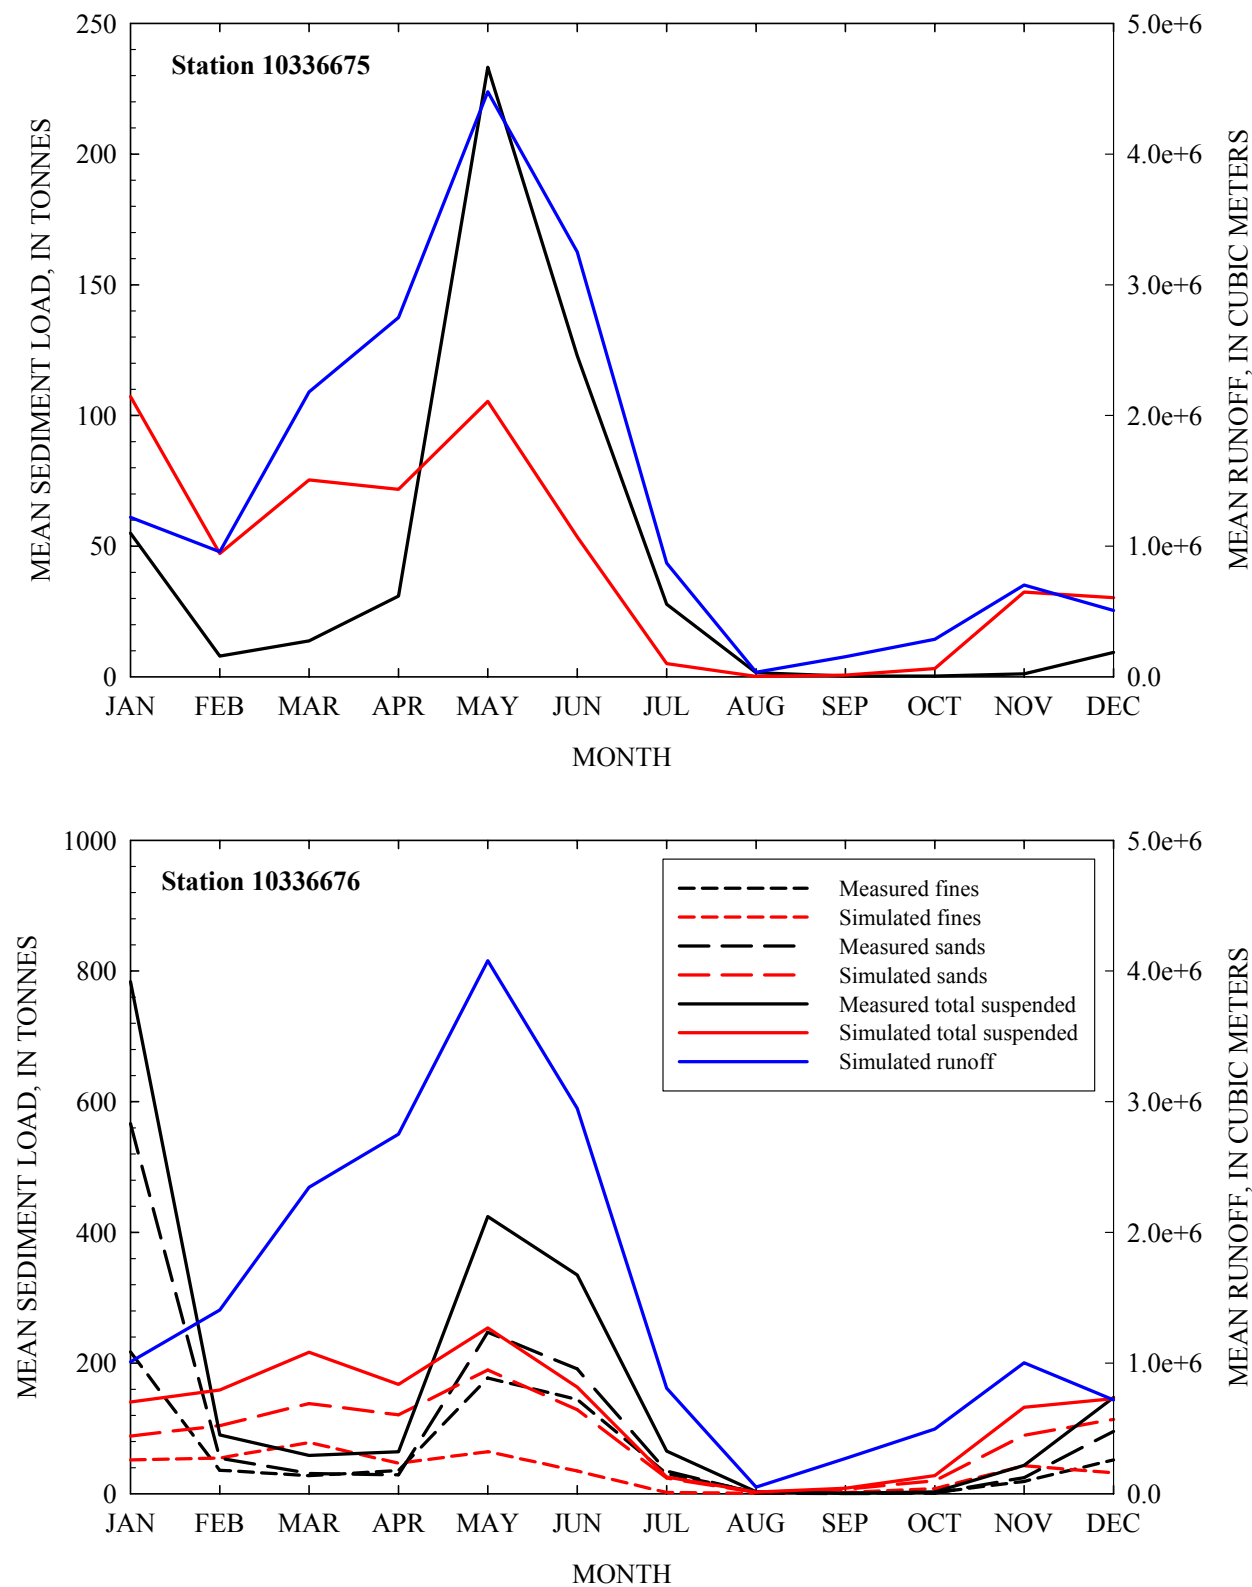 250
200
150
100
50
0
MEAN SEDIMENT LOAD, IN TONNES
Station 10336675
5.0e+6
4.0e+6
3.0e+6
2.0e+6
1.0e+6
0.0
MEAN RUNOFF, IN CUBIC METERS
JAN FEB MAR APR MAY JUN JUL AUG SEP OCT NOV DEC
MONTH
1000
800
600
400
200
0
MEAN SEDIMENT LOAD, IN TONNES
Station 10336676
Measured fines
Simulated fines
Measured sands
Simulated sands
Measured total suspended
Simulated total suspended
Simulated runoff
5.0e+6
4.0e+6
3.0e+6
2.0e+6
1.0e+6
0.0
MEAN RUNOFF, IN CUBIC METERS
JAN FEB MAR APR MAY JUN JUL AUG SEP OCT NOV DEC
MONTH